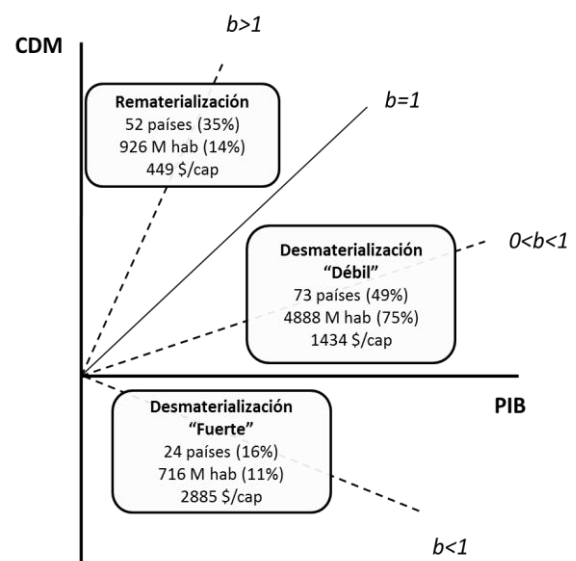 b>1
CDM
b=1
Rematerialización
52 países (35%)
926 M hab (14%)
449 $/cap
0<b<1
Desmaterialización
“Débil”
73 países (49%)
4888 M hab (75%)
1434 $/cap
PIB
Desmaterialización
“Fuerte”
24 países (16%)
716 M hab (11%)
2885 $/cap
b<1